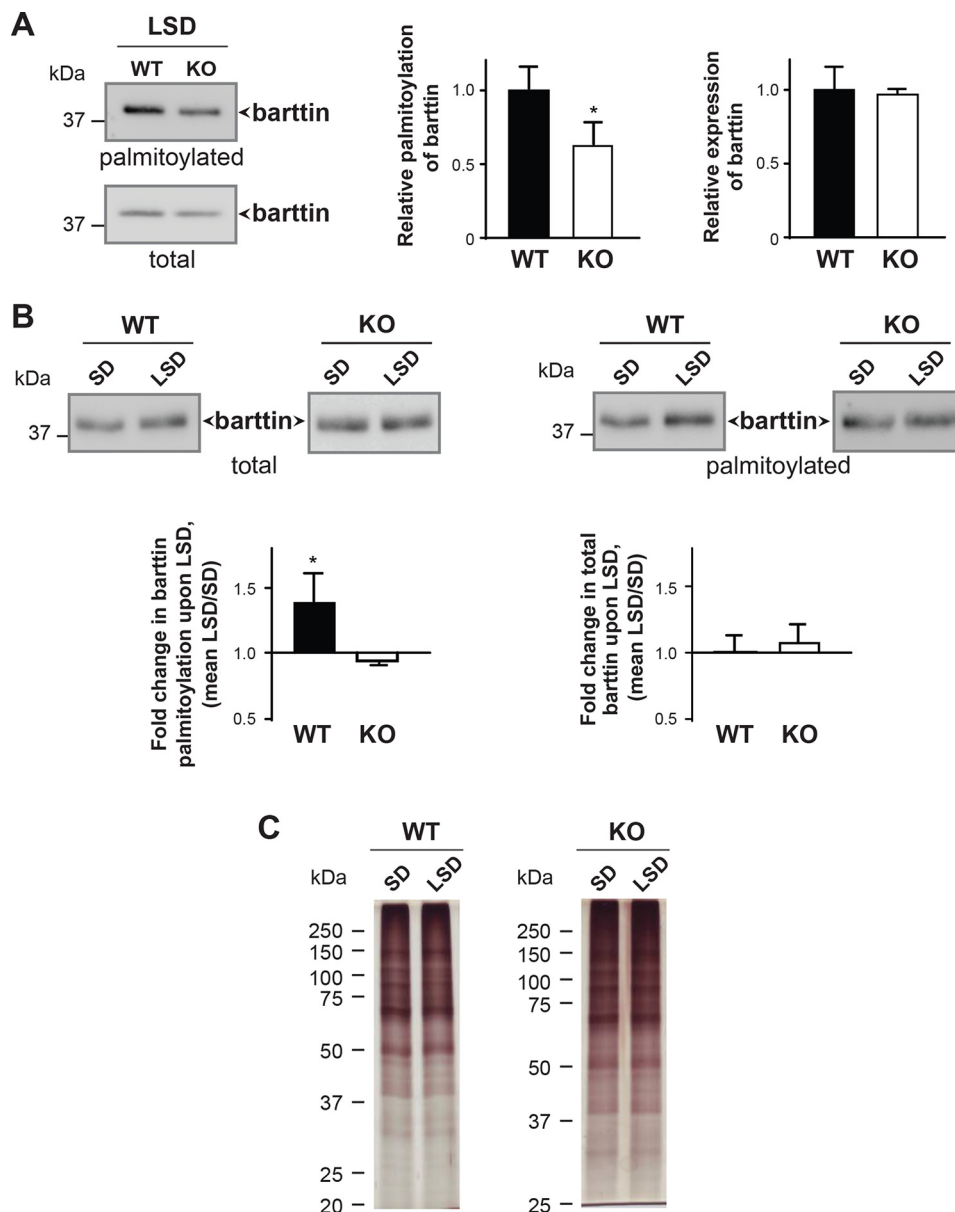 A
LSD
kDa
WT KO
37
<barttin
palmitoylated
37
<barttin
total
Relative palmitoylation
of barttin
1.0
0.5
0
*
WT KO
Relative expression
of barttin
1.0
0.5
0
WT KO
B
WT
KO
kDa
SD LSD
SD LSD
37
<barttin>
total
WT
KO
kDa
SD LSD
SD LSD
37
<barttin>
palmitoylated
Fold change in barttin
palmitoylation upon LSD,
(mean LSD/SD)
1.5
1.0
0.5
*
WT KO
Fold change in total
barttin upon LSD,
(mean LSD/SD)
1.5
1.0
0.5
WT KO
C
WT
kDa
SD LSD
250
150
100
75
50
37
25
20
KO
kDa
SD LSD
250
150
100
75
50
37
25